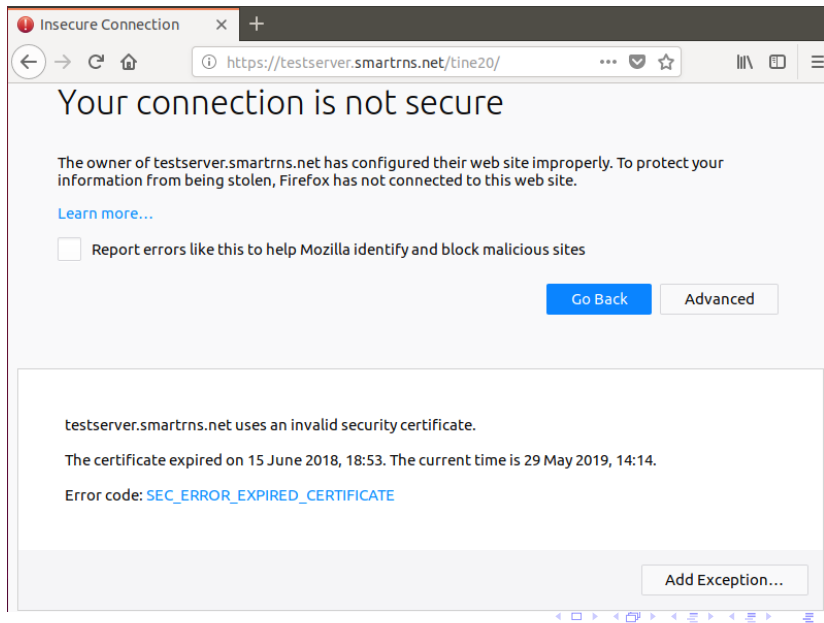 Insecure Connection
https://testserver.smartrns.net/tine20/
Your connection is not secure
The owner of testserver.smartrns.net has configured their web site improperly. To protect your
information from being stolen, Firefox has not connected to this web site.
Learn more…
Report errors like this to help Mozilla identify and block malicious sites
Go Back Advanced
testserver.smartrns.net uses an invalid security certificate.
The certificate expired on 15 June 2018, 18:53. The current time is 29 May 2019, 14:14.
Error code: SEC_ERROR_EXPIRED_CERTIFICATE
Add Exception…